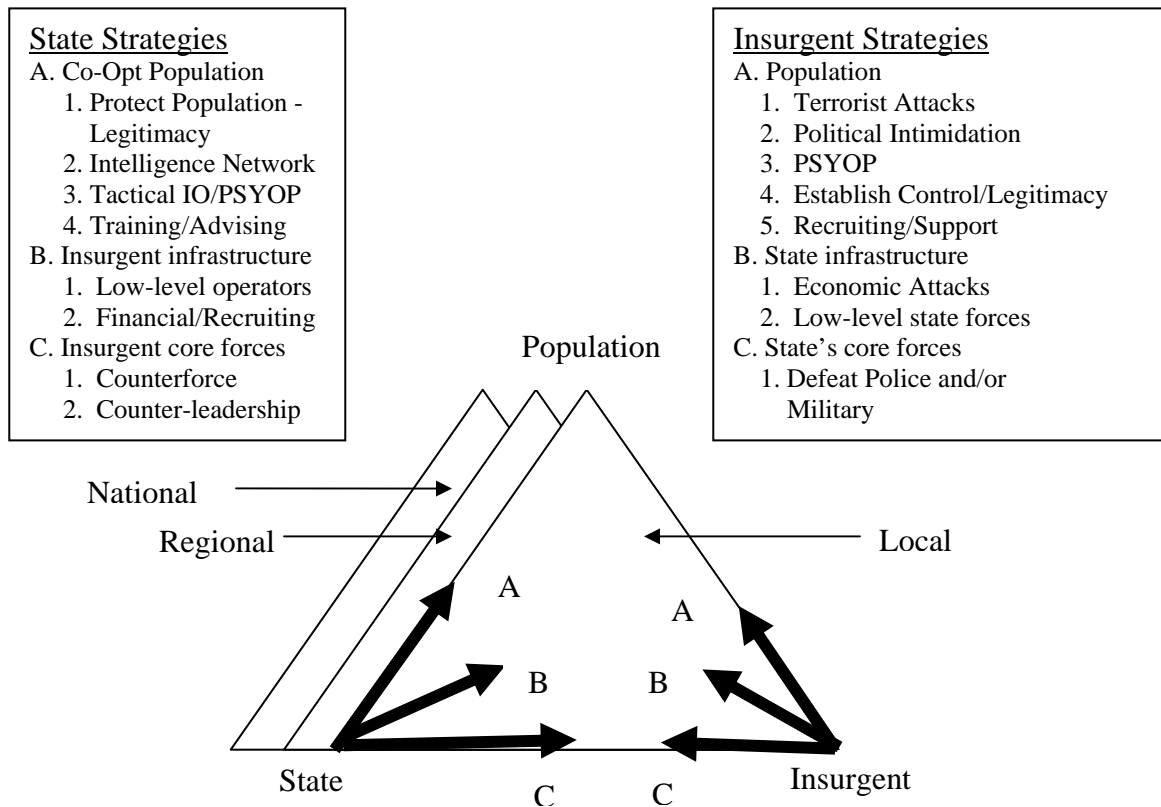 State Strategies
A. Co-Opt Population
1. Protect Population -
Legitimacy
2. Intelligence Network
3. Tactical IO/PSYOP
4. Training/Advising
B. Insurgent infrastructure
1. Low-level operators
2. Financial/Recruiting
C. Insurgent core forces
1. Counterforce
2. Counter-leadership
Insurgent Strategies
A. Population
1. Terrorist Attacks
2. Political Intimidation
3. PSYOP
4. Establish Control/Legitimacy
5. Recruiting/Support
B. State infrastructure
1. Economic Attacks
2. Low-level state forces
C. State’s core forces
1. Defeat Police and/or
Military
Population
National
Regional
Local
A
A
B
B
State
Insurgent
C
C